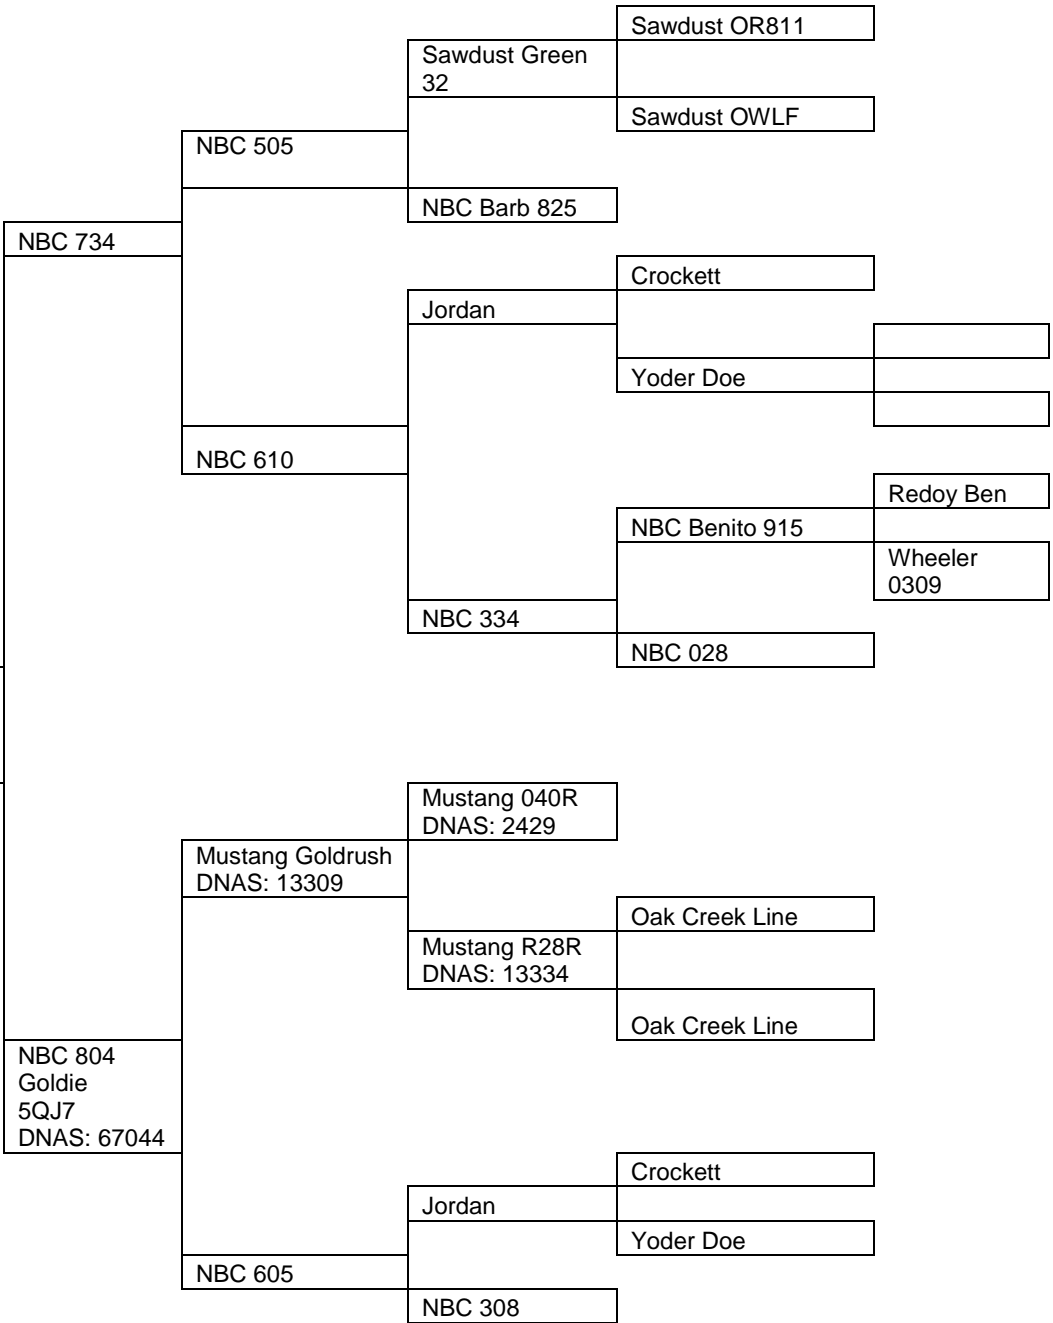 Sawdust OR811
Sawdust Green
32
Sawdust OWLF
NBC 505
NBC Barb 825
NBC 734
Crockett
Jordan
Yoder Doe
NBC 610
Redoy Ben
NBC Benito 915
Wheeler
0309
NBC 334
NBC 028
Mustang 040R
DNAS: 2429
Mustang Goldrush
DNAS: 13309
Oak Creek Line
Mustang R28R
DNAS: 13334
Oak Creek Line
NBC 804
Goldie
5QJ7
DNAS: 67044
Crockett
Jordan
Yoder Doe
NBC 605
NBC 308